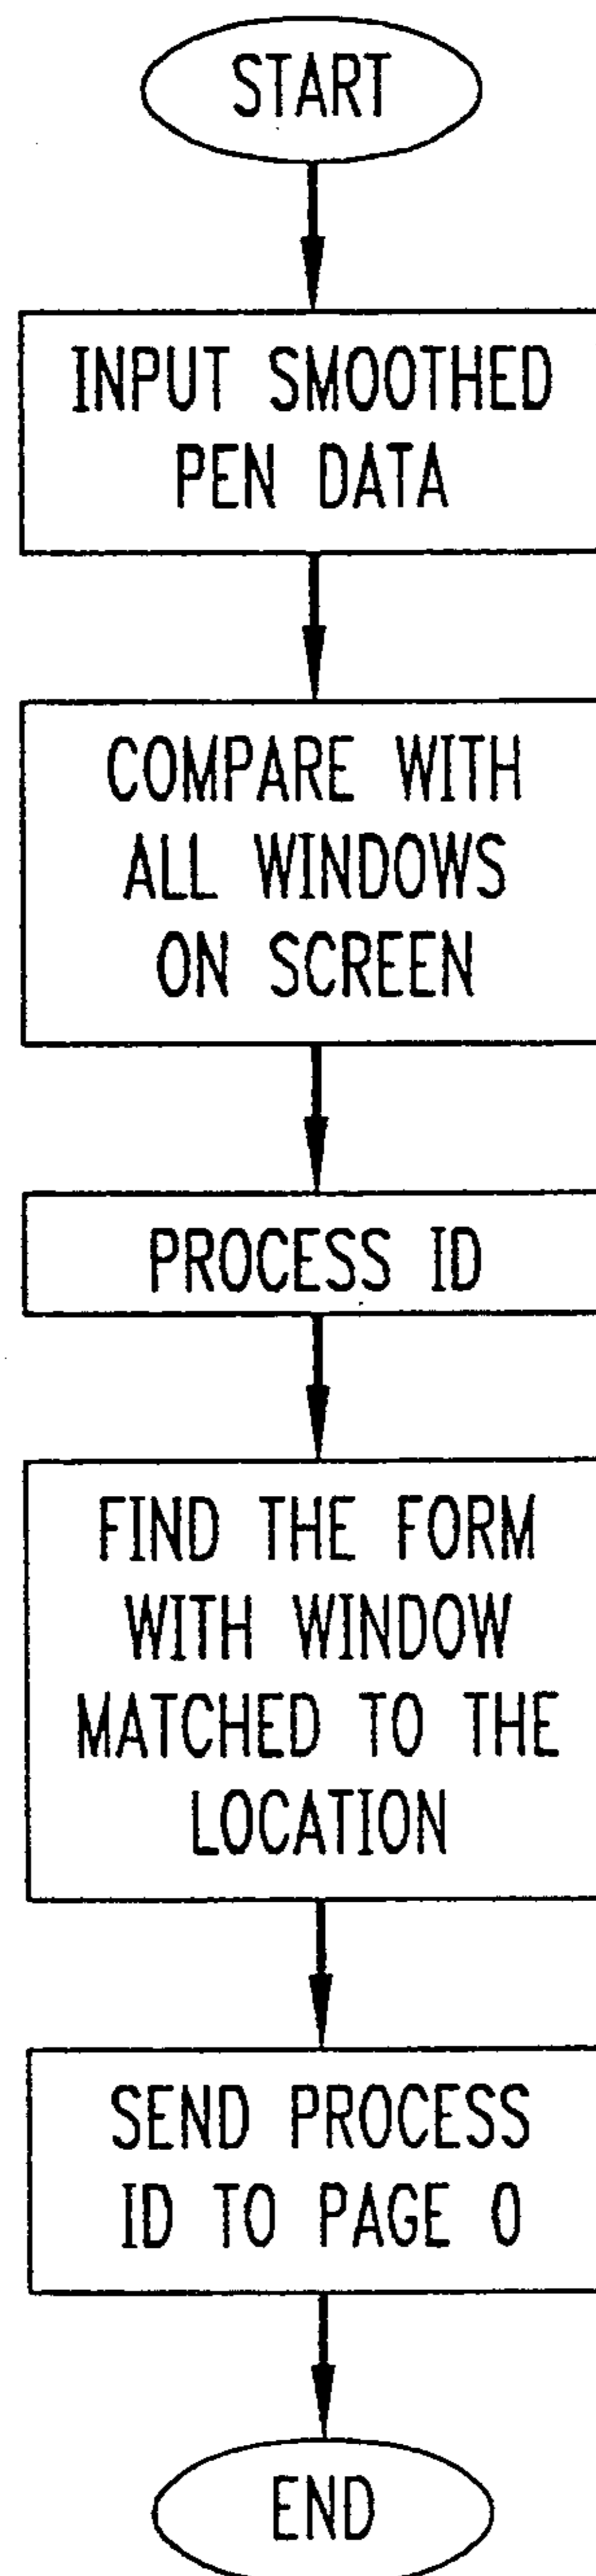 START
INPUT SMOOTHED
PEN DATA
COMPARE WITH
ALL WINDOWS
ON SCREEN
PROCESS ID
FIND THE FORM
WITH WINDOW
MATCHED TO THE
LOCATION
SEND PROCESS
ID TO PAGE 0
END